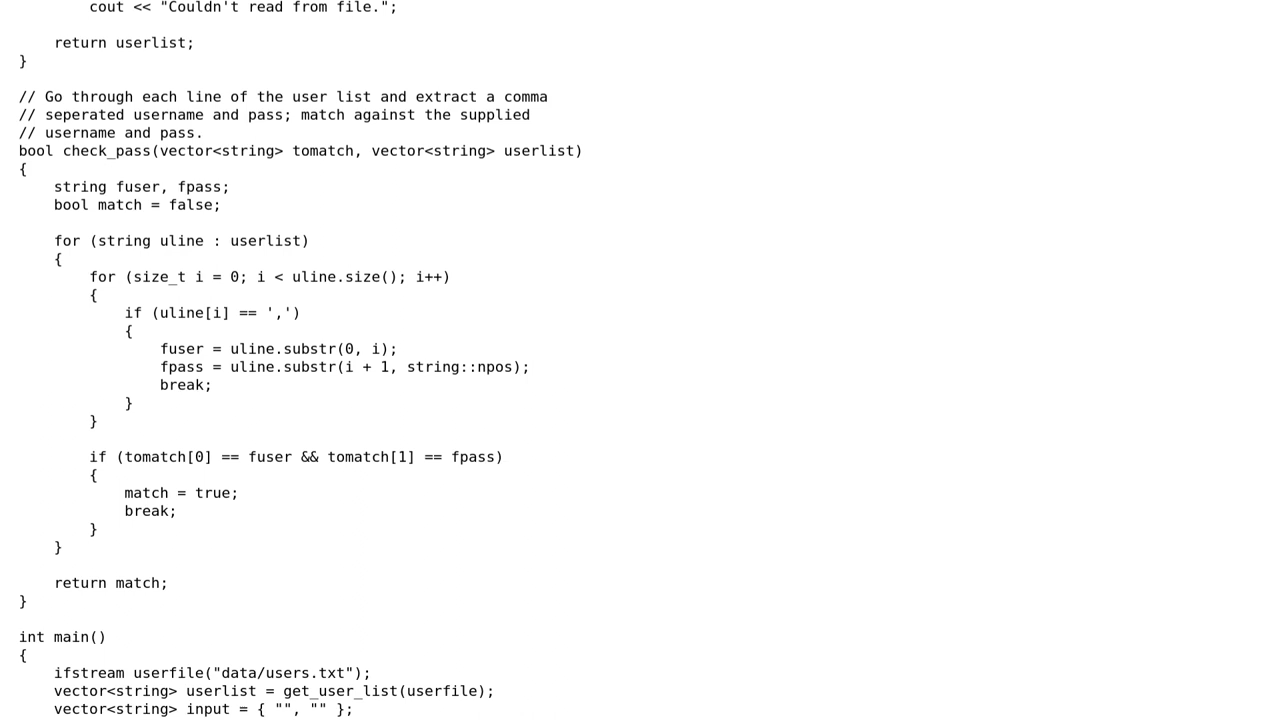 cout << "Couldn't read from file.";

    return userlist;
}

// Go through each line of the user list and extract a comma
// seperated username and pass; match against the supplied
// username and pass.
bool check_pass(vector<string> tomatch, vector<string> userlist)
{
    string fuser, fpass;
    bool match = false;

    for (string uline : userlist)
    {
        for (size_t i = 0; i < uline.size(); i++)
        {
            if (uline[i] == ',')
            {
                fuser = uline.substr(0, i);
                fpass = uline.substr(i + 1, string::npos);
                break;
            }
        }

        if (tomatch[0] == fuser && tomatch[1] == fpass)
        {
            match = true;
            break;
        }
    }

    return match;
}

int main()
{
    ifstream userfile("data/users.txt");
    vector<string> userlist = get_user_list(userfile);
    vector<string> input = { "", "" };